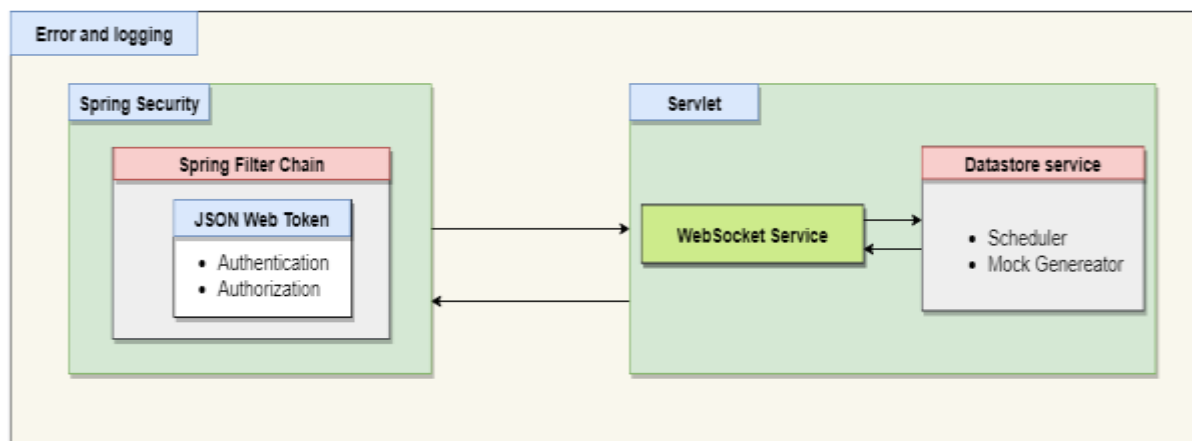 Error and logging
Spring Security
Spring Filter Chain
JSON Web Token
• Authentication
• Authorization
Servlet
WebSocket Service
Datastore service
• Scheduler
• Mock Genereator